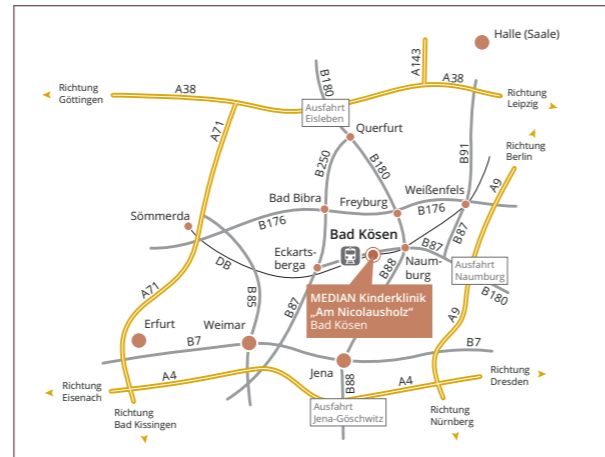 Halle (Saale)
A143
B180
A38
A38
Richtung
Göttingen
Richtung
Leipzig
Ausfahrt
Eisleben
A71
Querfurt
Richtung
Berlin
B91
B250
B180
A9
Weißenfels
Bad Bibra
Freyburg
B176
B176
Sömmerda
Bad Kösen
B87
B87
DB
Eckarts-
berga
Naum-
burg
Ausfahrt
Naumburg
B88
B180
A71
B85
B87
MEDIAN Kinderklinik
„Am Nicolausholz“
Bad Kösen
A9
Erfurt
Weimar
B7
B7
Jena
Richtung
Eisenach
A4
B88
A4
Richtung
Dresden
Richtung
Bad Kissingen
Ausfahrt
Jena-Göschwitz
Richtung
Nürnberg